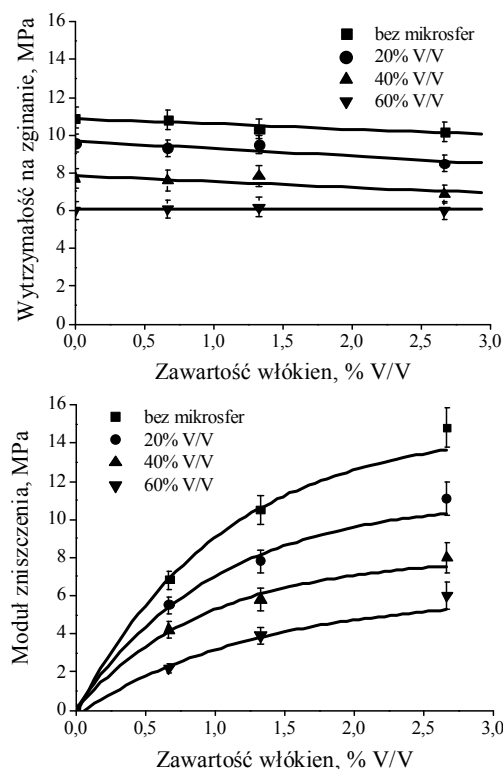 Wytrzymałość na zginanie, MPa
16
14
12
10
8
6
4
2
0
bez mikrosfer
20% V/V
40% V/V
60% V/V
0,0 0,5 1,0 1,5 2,0 2,5 3,0
Zawartość włókien, % V/V
Moduł zniszczenia, MPa
16
14
12
10
8
6
4
2
0
bez mikrosfer
20% V/V
40% V/V
60% V/V
0,0 0,5 1,0 1,5 2,0 2,5 3,0
Zawartość włókien, % V/V